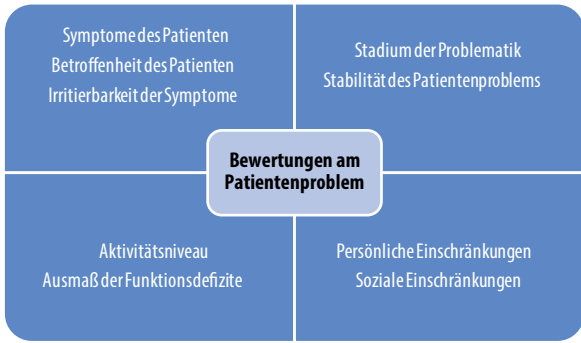 Symptome des Patienten
Betroffenheit des Patienten
Irritierbarkeit der Symptome
Stadium der Problematik
Stabilität des Patientenproblems
Bewertungen am
Patientenproblem
Aktivitätsniveau
Ausmaß der Funktionsdefizite
Persönliche Einschränkungen
Soziale Einschränkungen